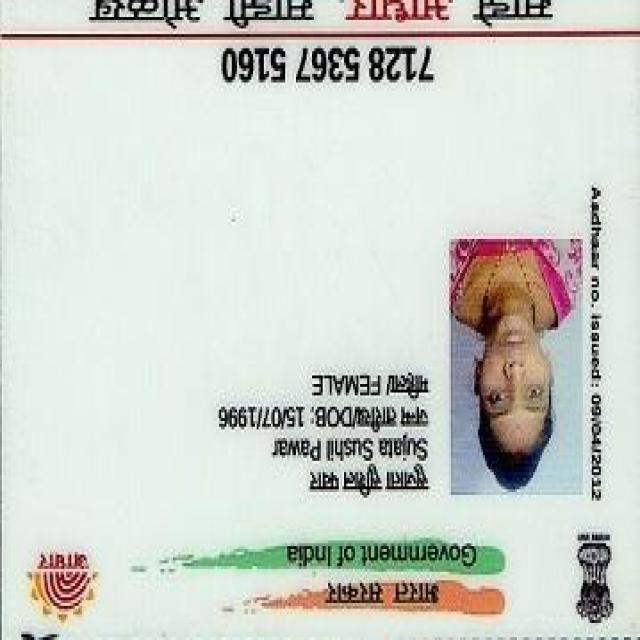 भारत सरकार
Government of India
आधार
Aadhaar no. issued: 09/04/2012
सुजाता सुशिल पवार
Sujata Sushil Pawar
जन्म तारीख/DOB: 15/07/1996
महिला/ FEMALE
7128 5367 5160
माझे आधार, माझी ओळख